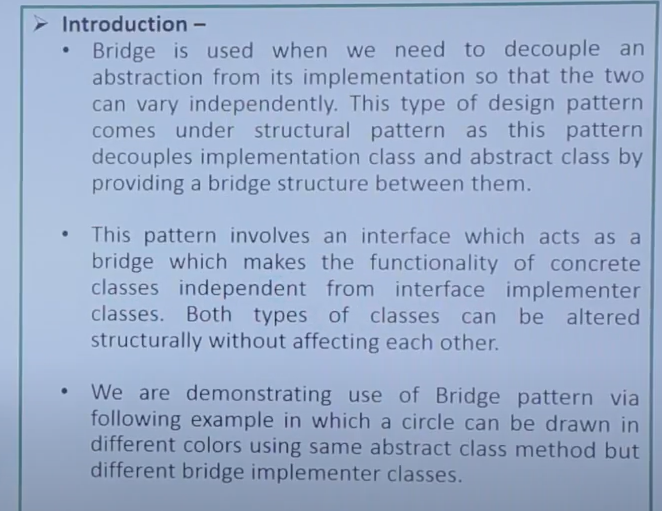 ➢ Introduction –
• Bridge is used when we need to decouple an
abstraction from its implementation so that the two
can vary independently. This type of design pattern
comes under structural pattern as this pattern
decouples implementation class and abstract class by
providing a bridge structure between them.
• This pattern involves an interface which acts as a
bridge which makes the functionality of concrete
classes independent from interface implementer
classes. Both types of classes can be altered
structurally without affecting each other.
• We are demonstrating use of Bridge pattern via
following example in which a circle can be drawn in
different colors using same abstract class method but
different bridge implementer classes.